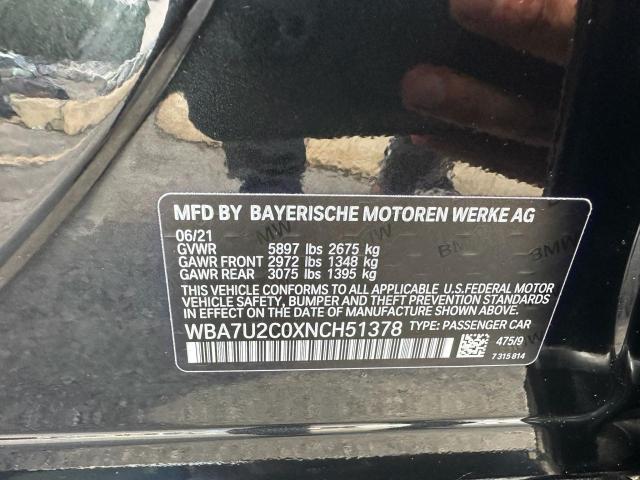 MFD BY BAYERISCHE MOTOREN WERKE AG
06/21
GVWR 5897 lbs 2675 kg
GAWR FRONT 2972 lbs 1348 kg
GAWR REAR 3075 lbs 1395 kg
THIS VEHICLE CONFORMS TO ALL APPLICABLE U.S.FEDERAL MOTOR
VEHICLE SAFETY, BUMPER AND THEFT PREVENTION STANDARDS
IN EFFECT ON THE DATE OF MANUFACTURE SHOWN ABOVE.
WBA7U2C0XNCH51378 TYPE: PASSENGER CAR
475/9
7 315 814